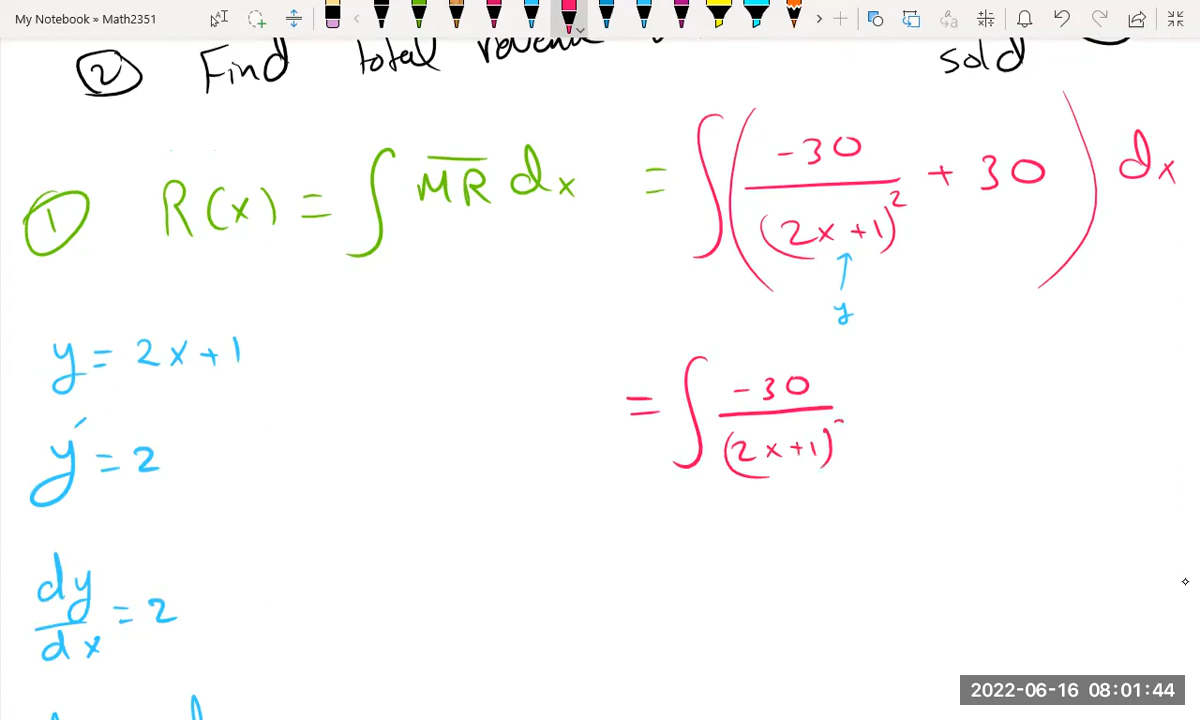 My Notebook » Math2351
② Find total revenue
sold
① R(x) = ∫ M̅R̅ dx = ∫ ( -30 / (2x+1)² + 30 ) dx
y
y = 2x+1
= ∫ -30 / (2x+1)
y′ = 2
dy/dx = 2
2022-06-16 08:01:44